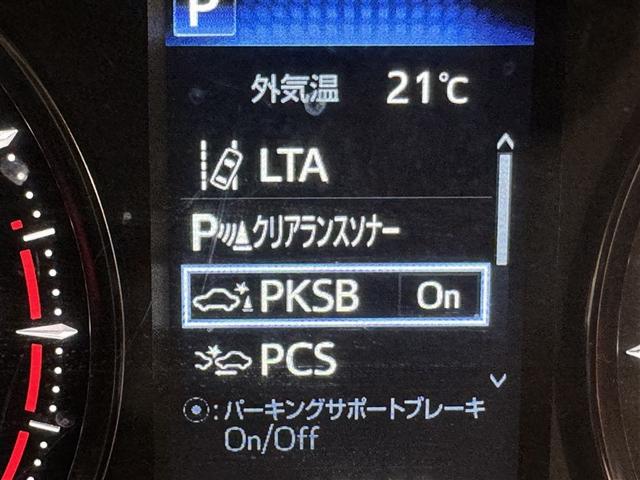 P
外気温 21℃
LTA
P クリアランスソナー
PKSB On
PCS
:パーキングサポートブレーキ
On/Off